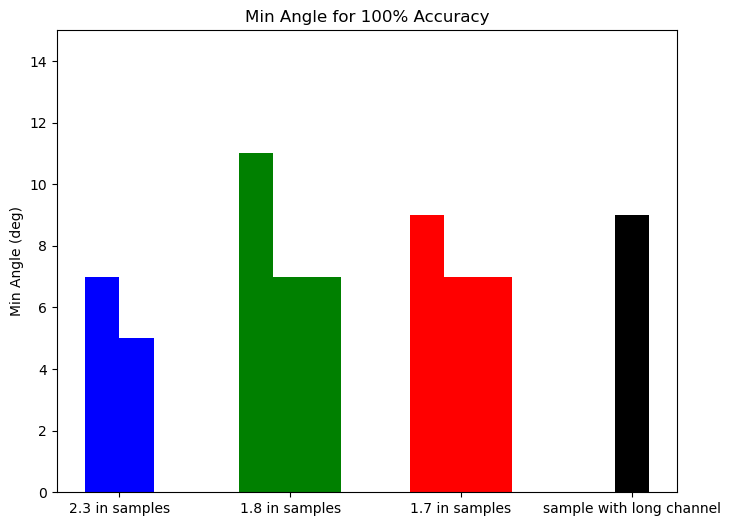 Min Angle for 100% Accuracy
Min Angle (deg)
14
12
10
8
6
4
2
0
2.3 in samples
1.8 in samples
1.7 in samples
sample with long channel